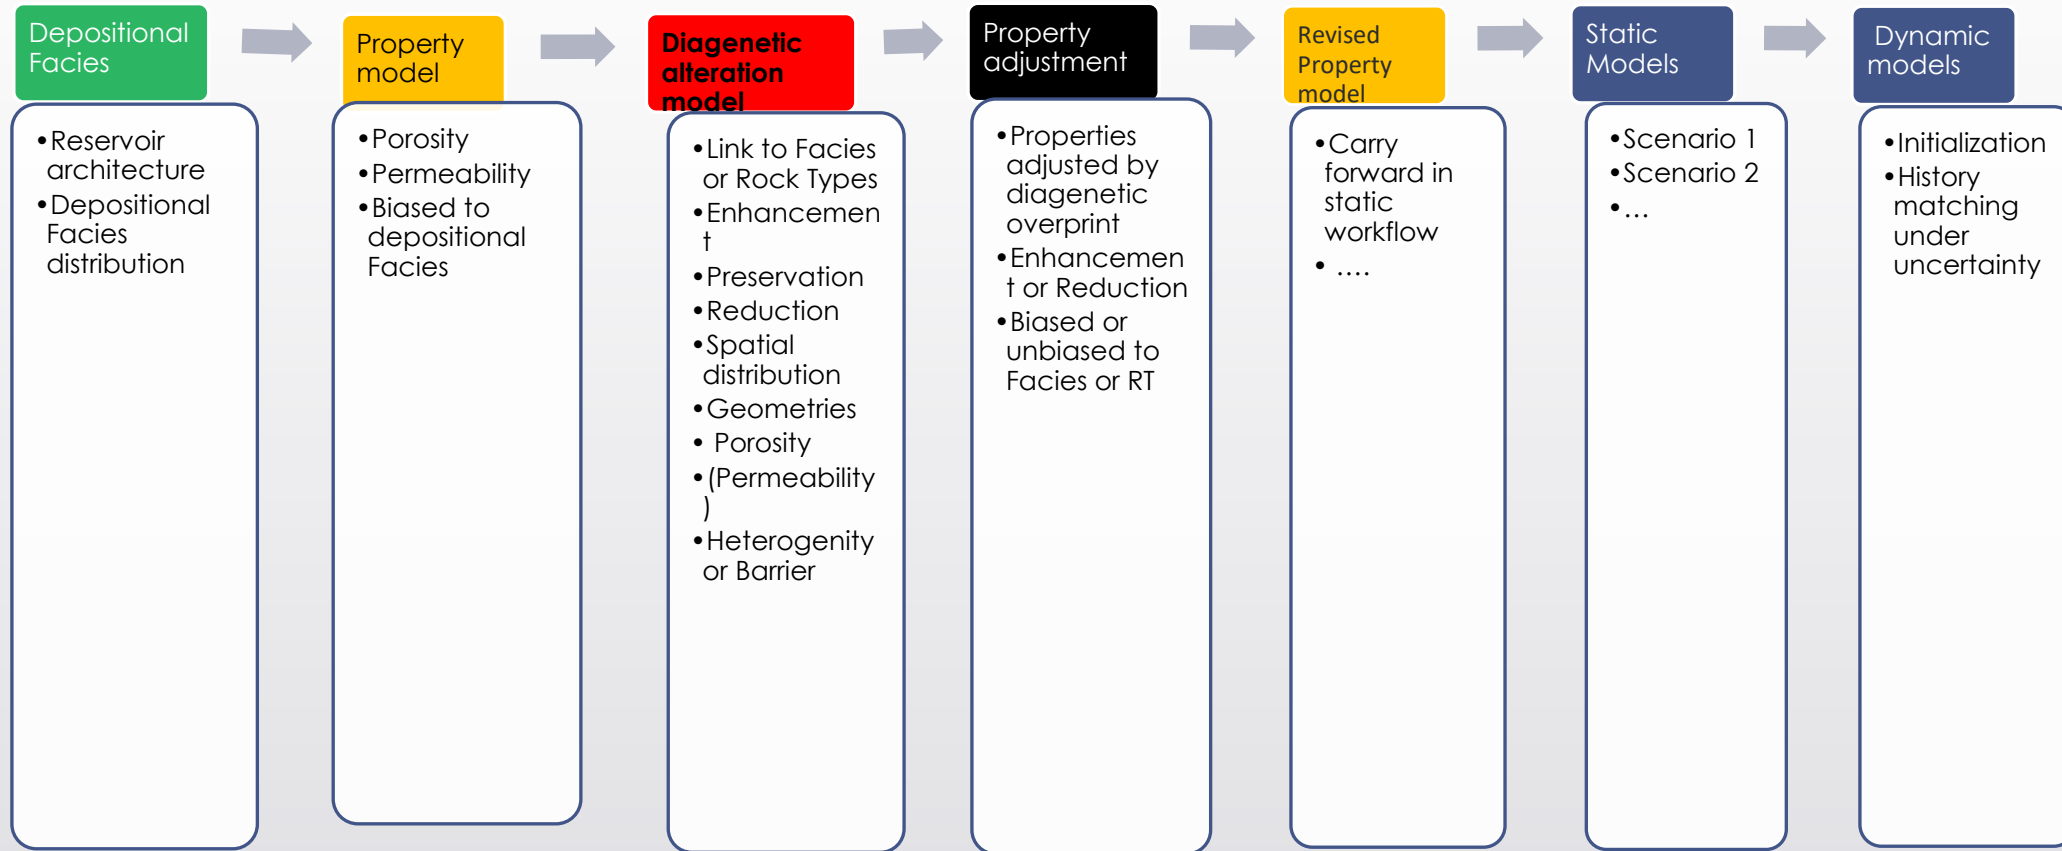 Depositional
Facies
•Reservoir
architecture
•Depositional
Facies
distribution
Property
model
•Porosity
•Permeability
•Biased to
depositional
Facies
Diagenetic
alteration
model
•Link to Facies
or Rock Types
•Enhancemen
t
•Preservation
•Reduction
•Spatial
distribution
•Geometries
• Porosity
•(Permeability
)
•Heterogenity
or Barrier
Property
adjustment
•Properties
adjusted by
diagenetic
overprint
•Enhancemen
t or Reduction
•Biased or
unbiased to
Facies or RT
Revised
Property
model
•Carry
forward in
static
workflow
• ....
Static
Models
•Scenario 1
•Scenario 2
•...
Dynamic
models
•Initialization
•History
matching
under
uncertainty